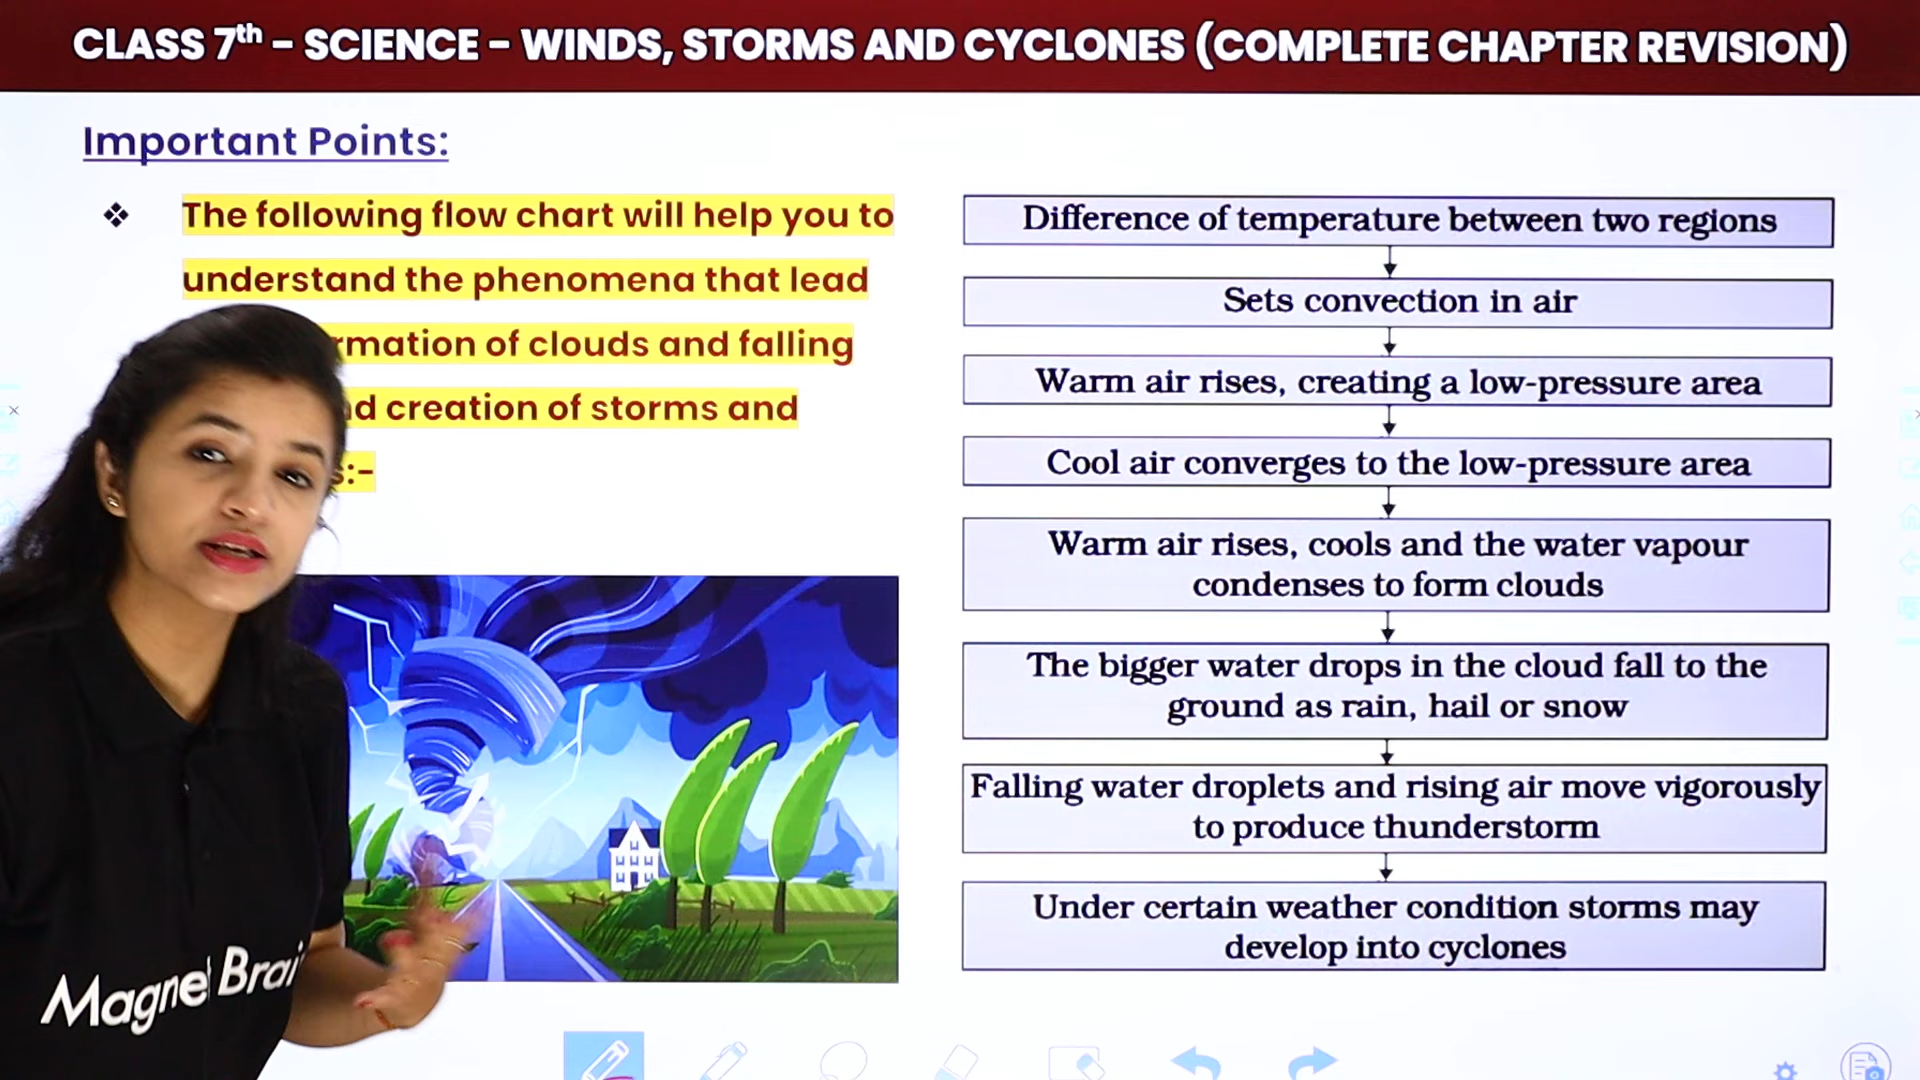 CLASS 7th – SCIENCE – WINDS, STORMS AND CYCLONES (COMPLETE CHAPTER REVISION)
Important Points:
❖ The following flow chart will help you to
understand the phenomena that lead
of clouds and falling
creation of storms and
Difference of temperature between two regions
Sets convection in air
Warm air rises, creating a low-pressure area
Cool air converges to the low-pressure area
Warm air rises, cools and the water vapour
condenses to form clouds
The bigger water drops in the cloud fall to the
ground as rain, hail or snow
Falling water droplets and rising air move vigorously
to produce thunderstorm
Under certain weather condition storms may
develop into cyclones
Magnet Brai